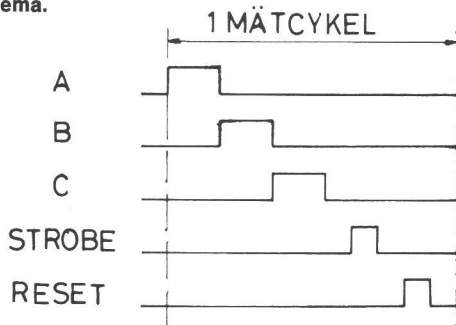 ema.
1 MÄTCYKEL
A
B
C
STROBE
RESET